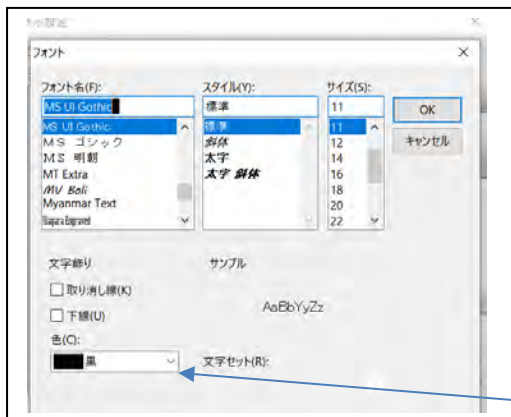 フォント
フォント名(F):
スタイル(Y):
サイズ(S):
MS UI Gothic
標準
11
OK
キャンセル
MS UI Gothic
MS ゴシック
MS 明朝
MT Extra
MV Boli
Myanmar Text
Niagara Engraved
標準
斜体
太字
太字 斜体
11
12
14
16
18
20
22
文字飾り
取り消し線(K)
下線(U)
色(C):
黒
サンプル
AaBbYyZz
文字セット(R):